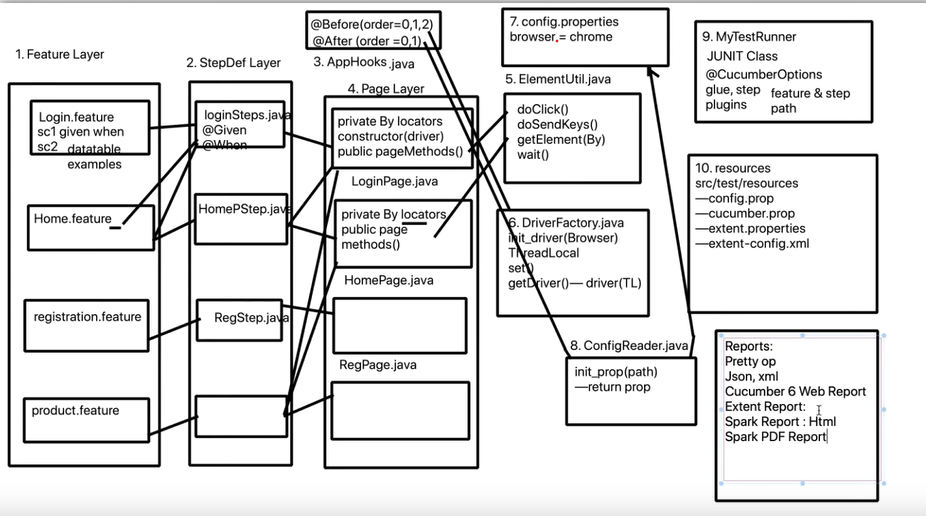 @Before(order=0,1,2)
@After (order =0,1)
1. Feature Layer
2. StepDef Layer
3. AppHooks.java
4. Page Layer
Login.feature
sc1 given when
sc2 datatable
examples
Home.feature
registration.feature
product.feature
loginSteps.java
@Given
@When
HomePStep.java
RegStep.java
private By locators
constructor(driver)
public pageMethods()
LoginPage.java
private By locators
public page
methods()
HomePage.java
RegPage.java
7. config.properties
browser.= chrome
5. ElementUtil.java
doClick()
doSendKeys()
getElement(By)
wait()
6. DriverFactory.java
init_driver(Browser)
ThreadLocal
set()
getDriver()— driver(TL)
8. ConfigReader.java
init_prop(path)
—return prop
9. MyTestRunner
JUNIT Class
@CucumberOptions
glue, step
plugins
feature & step
path
10. resources
src/test/resources
—config.prop
—cucumber.prop
—extent.properties
—extent-config.xml
Reports:
Pretty op
Json, xml
Cucumber 6 Web Report
Extent Report:
Spark Report : Html
Spark PDF Report